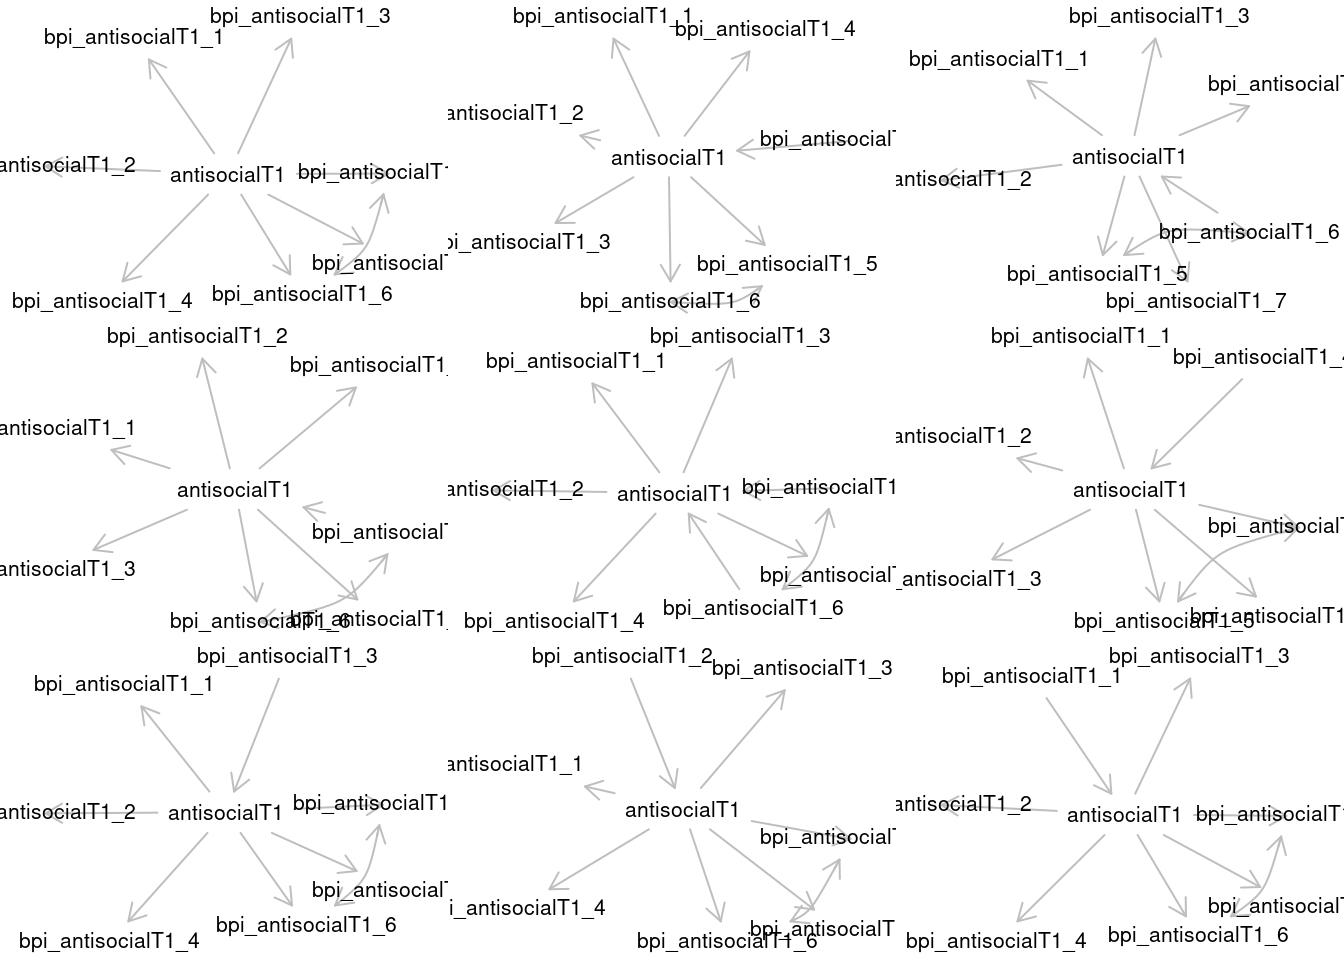 bpi_antisocialT1_3
bpi_antisocialT1_1
antisocialT1_2
antisocialT1
bpi_antisocialT1
bpi_antisocial
bpi_antisocialT1_4
bpi_antisocialT1_6
bpi_antisocialT1_1
bpi_antisocialT1_4
antisocialT1_2
bpi_antisocial
antisocialT1
i_antisocialT1_3
bpi_antisocialT1_5
bpi_antisocialT1_6
bpi_antisocialT1_3
bpi_antisocialT1_1
bpi_antisocial
antisocialT1
antisocialT1_2
bpi_antisocialT1_6
bpi_antisocialT1_5
bpi_antisocialT1_7
bpi_antisocialT1_2
bpi_antisocialT1_
antisocialT1_1
antisocialT1
bpi_antisocial
antisocialT1_3
bpi_antisocialT1_6
bpi_antisocialT1_
bpi_antisocialT1_3
bpi_antisocialT1_1
antisocialT1_2
antisocialT1
bpi_antisocialT1
bpi_antisocial
bpi_antisocialT1_6
bpi_antisocialT1_4
bpi_antisocialT1_1
bpi_antisocialT1_4
antisocialT1_2
antisocialT1
bpi_antisocial
_antisocialT1_3
bpi_antisocialT1_5
bpi_antisocialT1
bpi_antisocialT1_3
bpi_antisocialT1_1
antisocialT1_2
antisocialT1
bpi_antisocialT1
bpi_antisocial
bpi_antisocialT1_6
bpi_antisocialT1_4
bpi_antisocialT1_2
bpi_antisocialT1_3
antisocialT1_1
antisocialT1
bpi_antisocial
i_antisocialT1_4
bpi_antisocialT
bpi_antisocialT1_6
bpi_antisocialT1_3
bpi_antisocialT1_1
antisocialT1_2
antisocialT1
bpi_antisocialT
bpi_antisocial
bpi_antisocialT1_4
bpi_antisocialT1_6